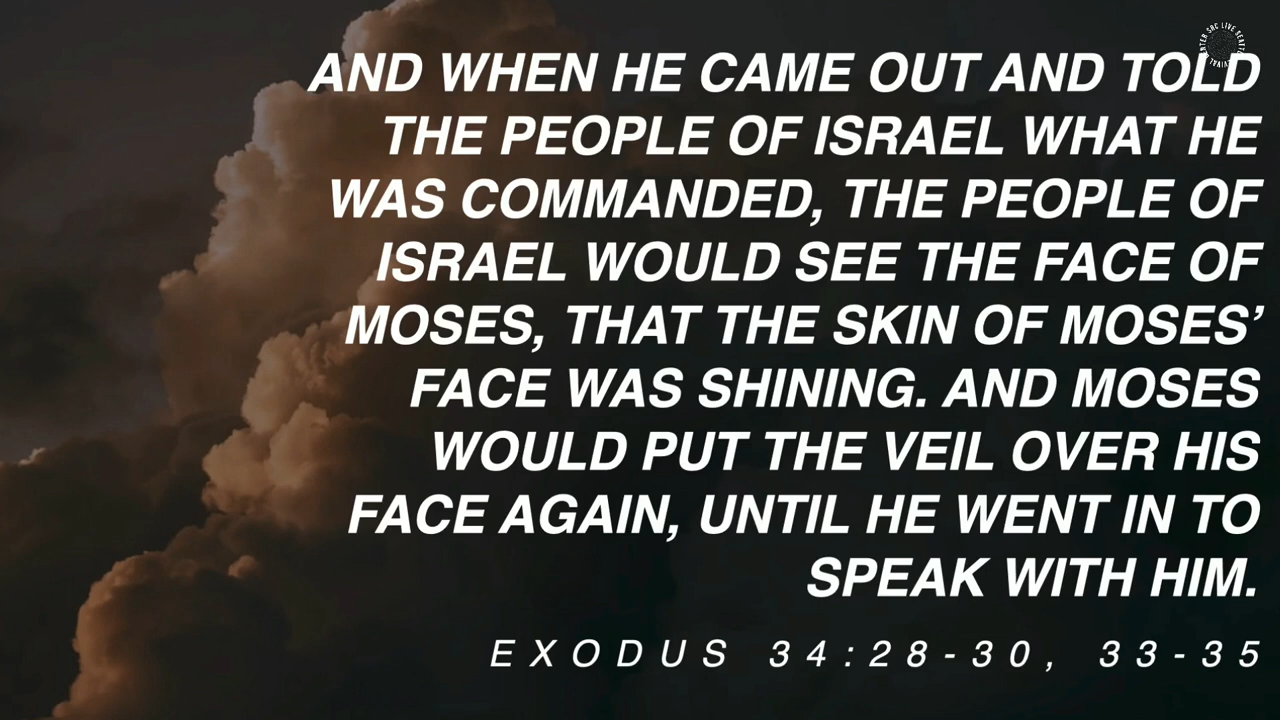 AND WHEN HE CAME OUT AND TOLD
THE PEOPLE OF ISRAEL WHAT HE
WAS COMMANDED, THE PEOPLE OF
ISRAEL WOULD SEE THE FACE OF
MOSES, THAT THE SKIN OF MOSES’
FACE WAS SHINING. AND MOSES
WOULD PUT THE VEIL OVER HIS
FACE AGAIN, UNTIL HE WENT IN TO
SPEAK WITH HIM.
EXODUS 34:28-30, 33-35
SRC LIVE